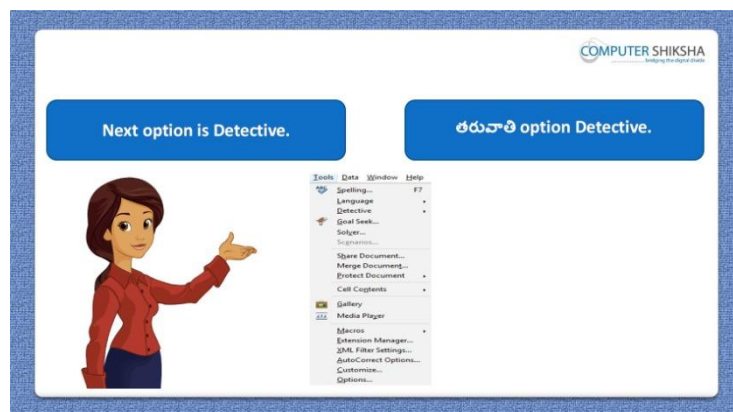 COMPUTER SHIKSHA
bridging the digital divide
Next option is Detective.
తరువాతి option Detective.
Tools Data Window Help
Spelling... F7
Language
Detective
Goal Seek...
Solver...
Scenarios...
Share Document...
Merge Document...
Protect Document
Cell Contents
Gallery
Media Player
Macros
Extension Manager...
XML Filter Settings...
AutoCorrect Options...
Customize...
Options...